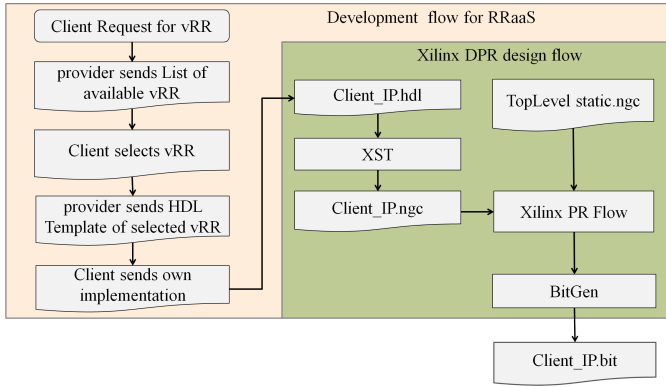 Development flow for RRaaS
Client Request for vRR
provider sends List of
available vRR
Client selects vRR
provider sends HDL
Template of selected vRR
Client sends own
implementation
Xilinx DPR design flow
Client_IP.hdl
XST
Client_IP.ngc
TopLevel static.ngc
Xilinx PR Flow
BitGen
Client_IP.bit